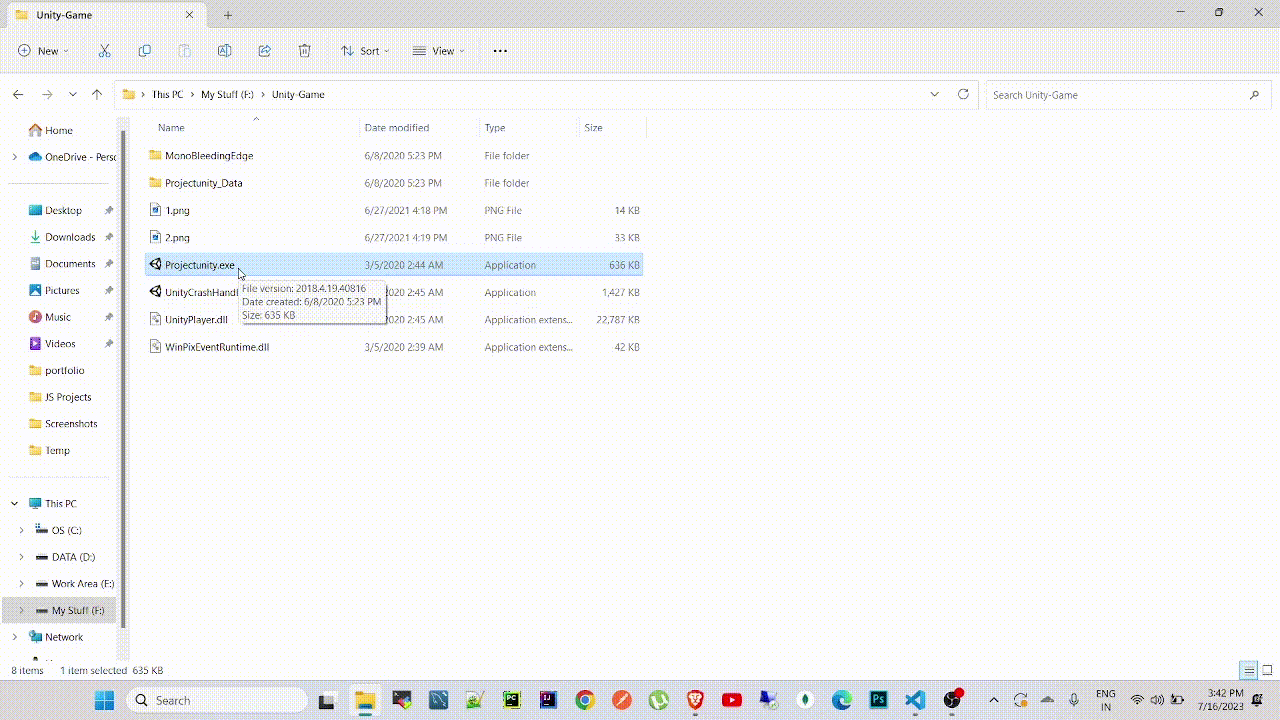 Unity-Game
New
Sort
View
This PC
My Stuff (F:)
Unity-Game
Search Unity-Game
Name
Date modified
Type
Size
Home
OneDrive - Perso
Desktop
Downloads
Documents
Pictures
Music
Videos
portfolio
JS Projects
Screenshots
Temp
This PC
OS (C:)
DATA (D:)
Work Area (E:)
My Stuff (F:)
Network
MonoBleedingEdge 6/8/2020 5:23 PM File folder
Projectunity_Data 6/8/2020 5:23 PM File folder
1.png 6/27/2021 4:18 PM PNG File 14 KB
2.png 6/27/2021 4:19 PM PNG File 33 KB
Projectunity.exe 3/5/2020 2:44 AM Application 636 KB
UnityCrashHandl 2020 2:45 AM Application 1,427 KB
UnityPlayer.dll 2020 2:45 AM Application extens... 22,787 KB
WinPixEventRuntime.dll 3/5/2020 2:39 AM Application extens... 42 KB
File version: 2018.4.19.40816
Date created: 6/8/2020 5:23 PM
Size: 635 KB
8 items 1 item selected 635 KB
Search
PC
IJ
Ps
ENG
IN
:42 PM
7/16/2023